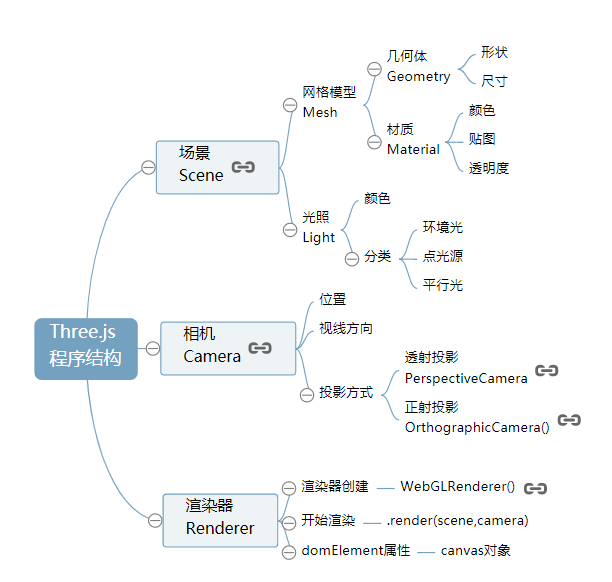 Three.js
程序结构
场景
Scene
网格模型
Mesh
几何体
Geometry
形状
尺寸
材质
Material
颜色
贴图
透明度
光照
Light
颜色
分类
环境光
点光源
平行光
相机
Camera
位置
视线方向
投影方式
透射投影
PerspectiveCamera
正射投影
OrthographicCamera()
渲染器
Renderer
渲染器创建
WebGLRenderer()
开始渲染
.render(scene,camera)
domElement属性
canvas对象